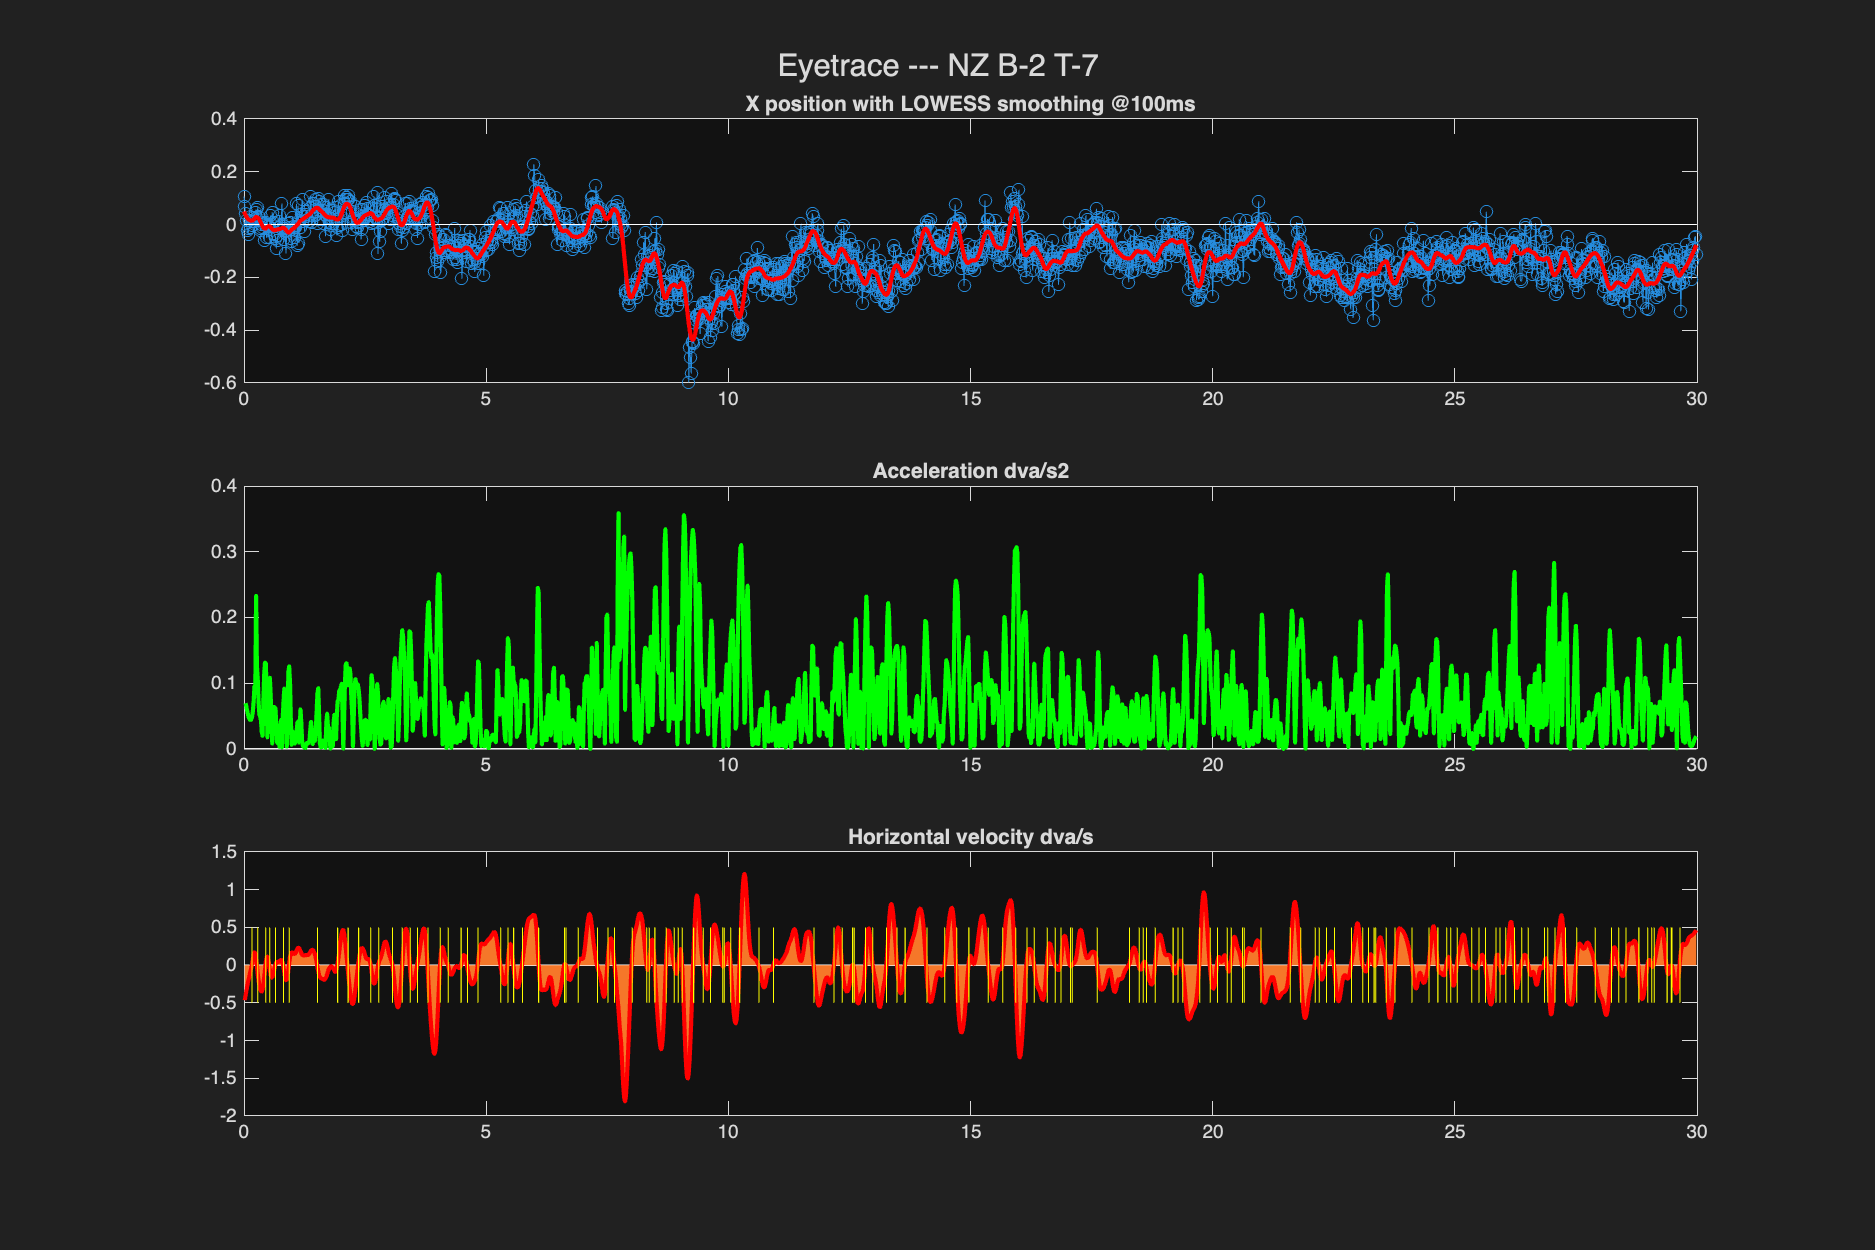 Eyetrace --- NZ B-2 T-7
X position with LOWESS smoothing @100ms
0.4
0.2
0
-0.2
-0.4
-0.6
0 5 10 15 20 25 30
Acceleration dva/s2
0.4
0.3
0.2
0.1
0
0 5 10 15 20 25 30
Horizontal velocity dva/s
1.5
1
0.5
0
-0.5
-1
-1.5
-2
0 5 10 15 20 25 30